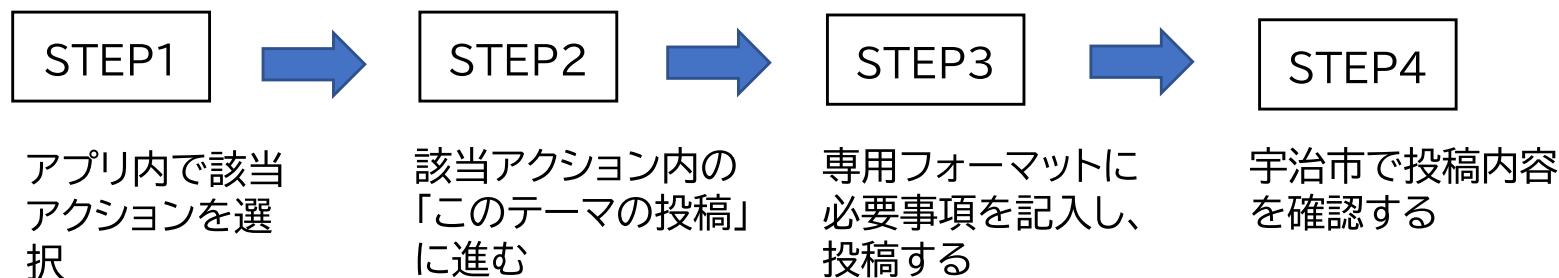 STEP1
アプリ内で該当
アクションを選
択
STEP2
該当アクション内の
「このテーマの投稿」
に進む
STEP3
専用フォーマットに
必要事項を記入し、
投稿する
STEP4
宇治市で投稿内容
を確認する